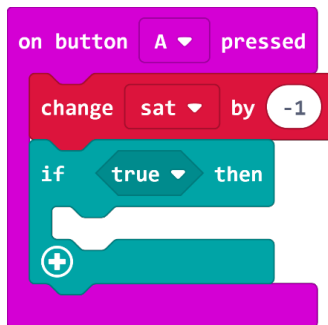 on button A pressed
change sat by -1
if true then